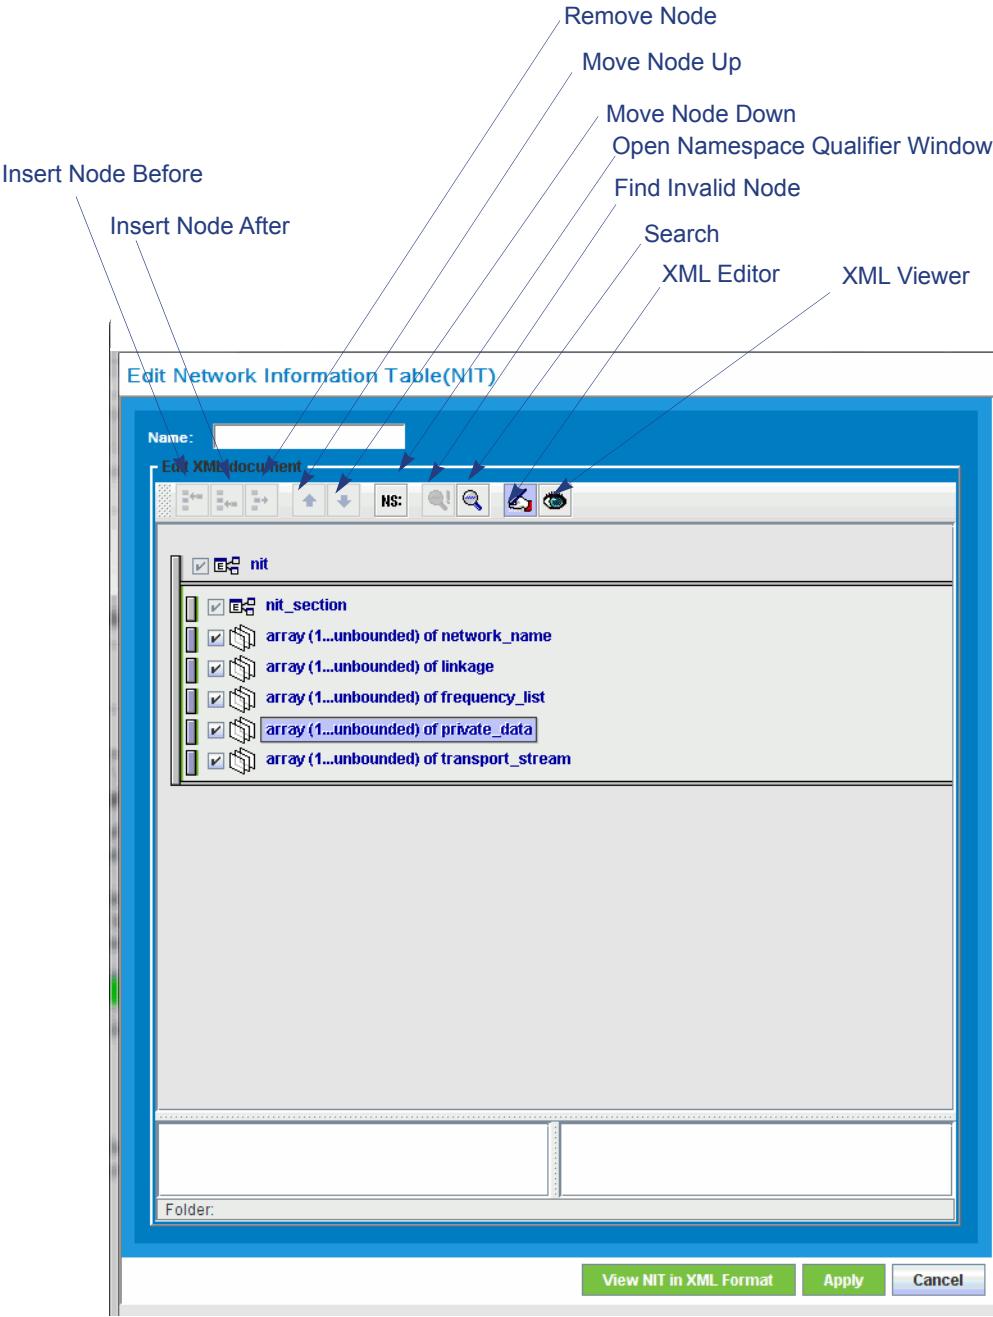 Remove Node
Move Node Up
Move Node Down
Open Namespace Qualifier Window
Insert Node Before
Find Invalid Node
Insert Node After
Search
XML Editor
XML Viewer
Edit Network Information Table(NIT)
Name:
Edit XML document
NS:
nit
nit_section
array (1...unbounded) of network_name
array (1...unbounded) of linkage
array (1...unbounded) of frequency_list
array (1...unbounded) of private_data
array (1...unbounded) of transport_stream
Folder:
View NIT in XML Format
Apply
Cancel